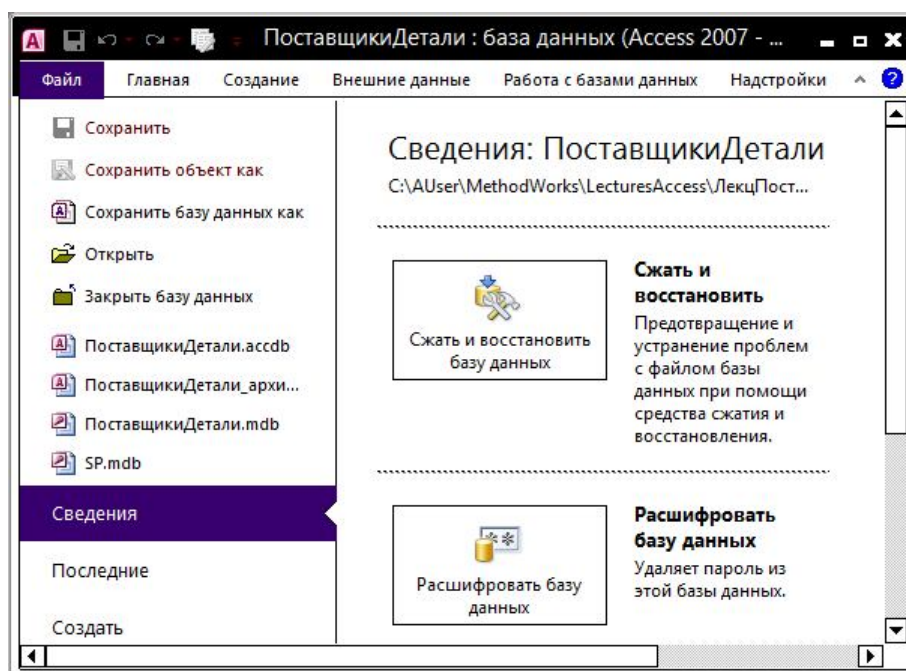 ПоставщикиДетали : база данных (Access 2007 - ...
Файл Главная Создание Внешние данные Работа с базами данных Надстройки
Сохранить
Сохранить объект как
Сохранить базу данных как
Открыть
Закрыть базу данных
ПоставщикиДетали.accdb
ПоставщикиДетали_архи...
ПоставщикиДетали.mdb
SP.mdb
Сведения
Последние
Создать
Сведения: ПоставщикиДетали
C:\AUser\MethodWorks\LecturesAccess\ЛекцПост...
Сжать и восстановить
базу данных
Сжать и
восстановить
Предотвращение и
устранение проблем
с файлом базы
данных при помощи
средства сжатия и
восстановления.
Расшифровать базу
данных
Расшифровать
базу данных
Удаляет пароль из
этой базы данных.